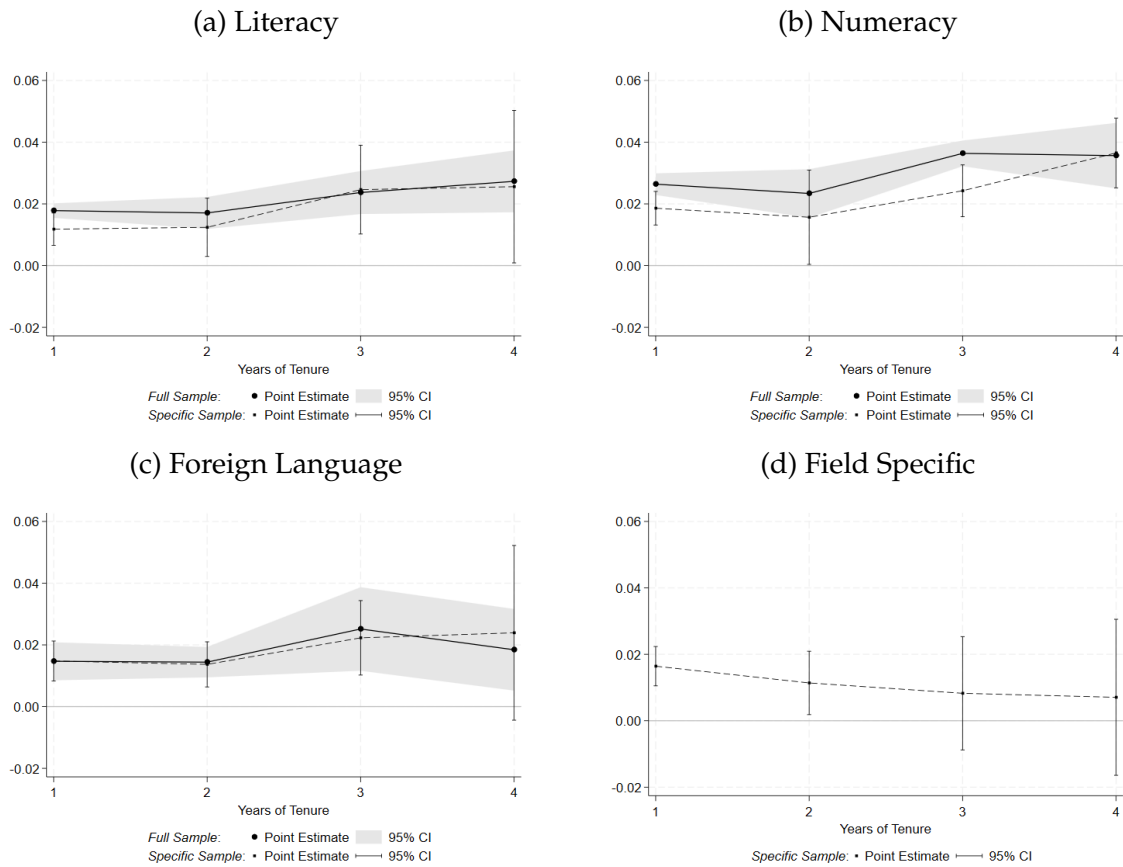 (a) Literacy
0.06
0.04
0.02
0.00
-0.02
1 2 3 4
Years of Tenure
Full Sample: Point Estimate 95% CI
Specific Sample: Point Estimate 95% CI
(b) Numeracy
0.06
0.04
0.02
0.00
-0.02
1 2 3 4
Years of Tenure
Full Sample: Point Estimate 95% CI
Specific Sample: Point Estimate 95% CI
(c) Foreign Language
0.06
0.04
0.02
0.00
-0.02
1 2 3 4
Years of Tenure
Full Sample: Point Estimate 95% CI
Specific Sample: Point Estimate 95% CI
(d) Field Specific
0.06
0.04
0.02
0.00
-0.02
1 2 3 4
Years of Tenure
Specific Sample: Point Estimate 95% CI